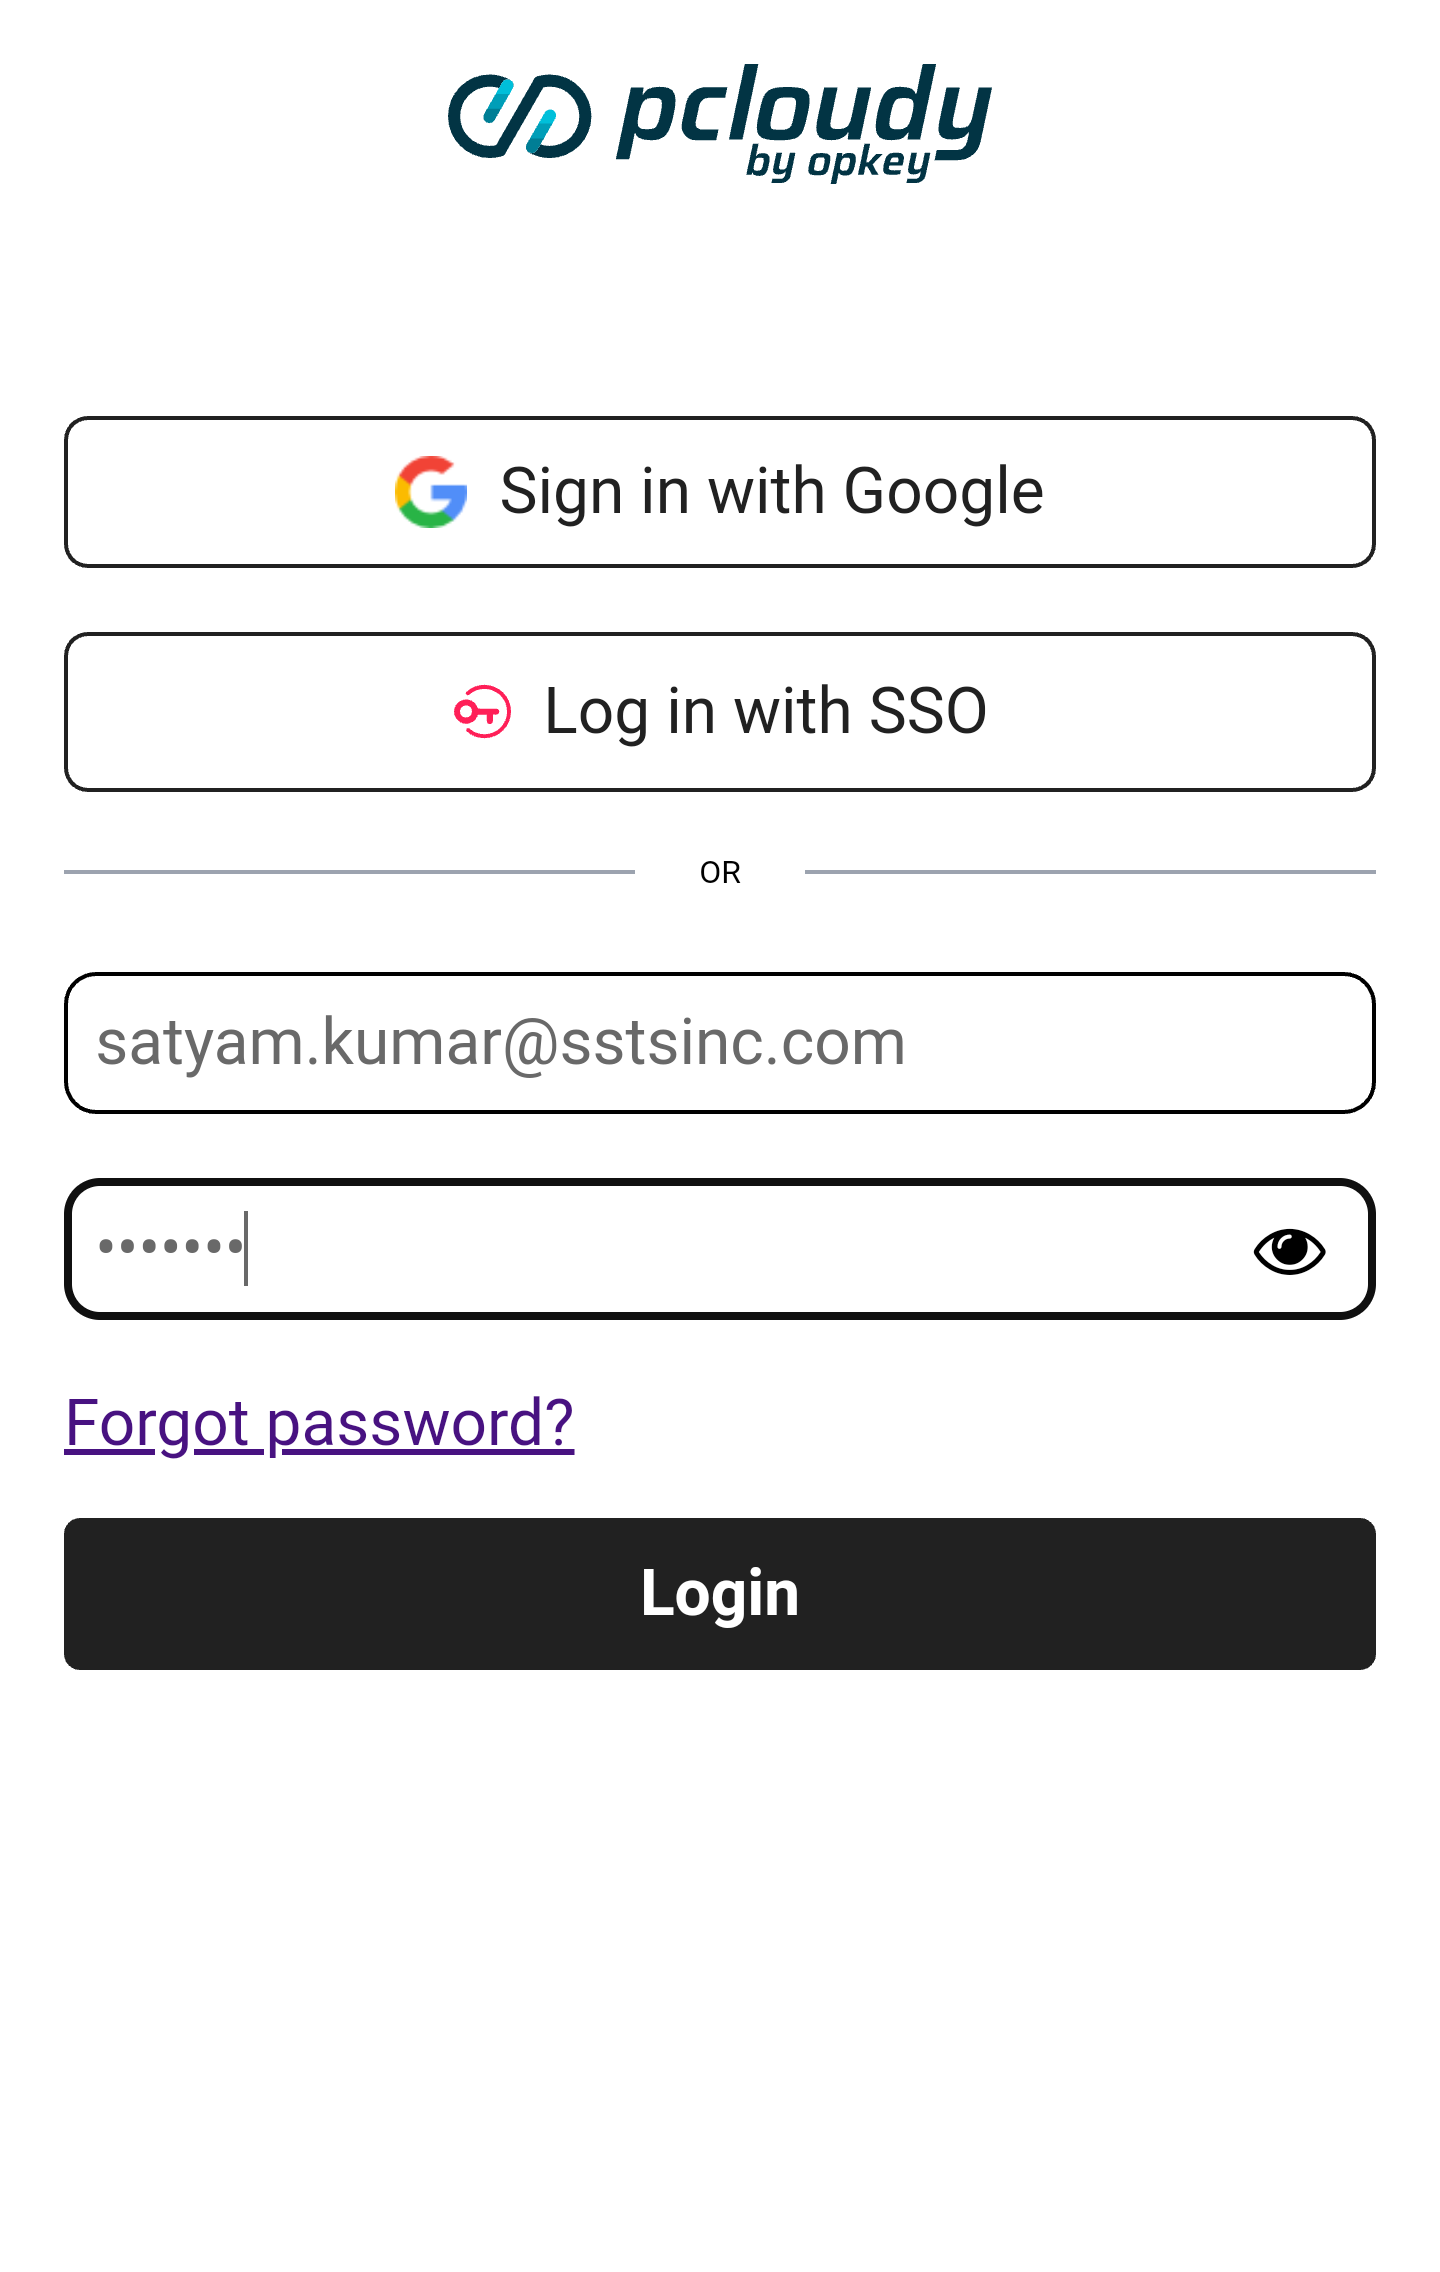 pcloudy
by opkey
Sign in with Google
Log in with SSO
OR
satyam.kumar@sstsinc.com
•••••••
Forgot password?
Login